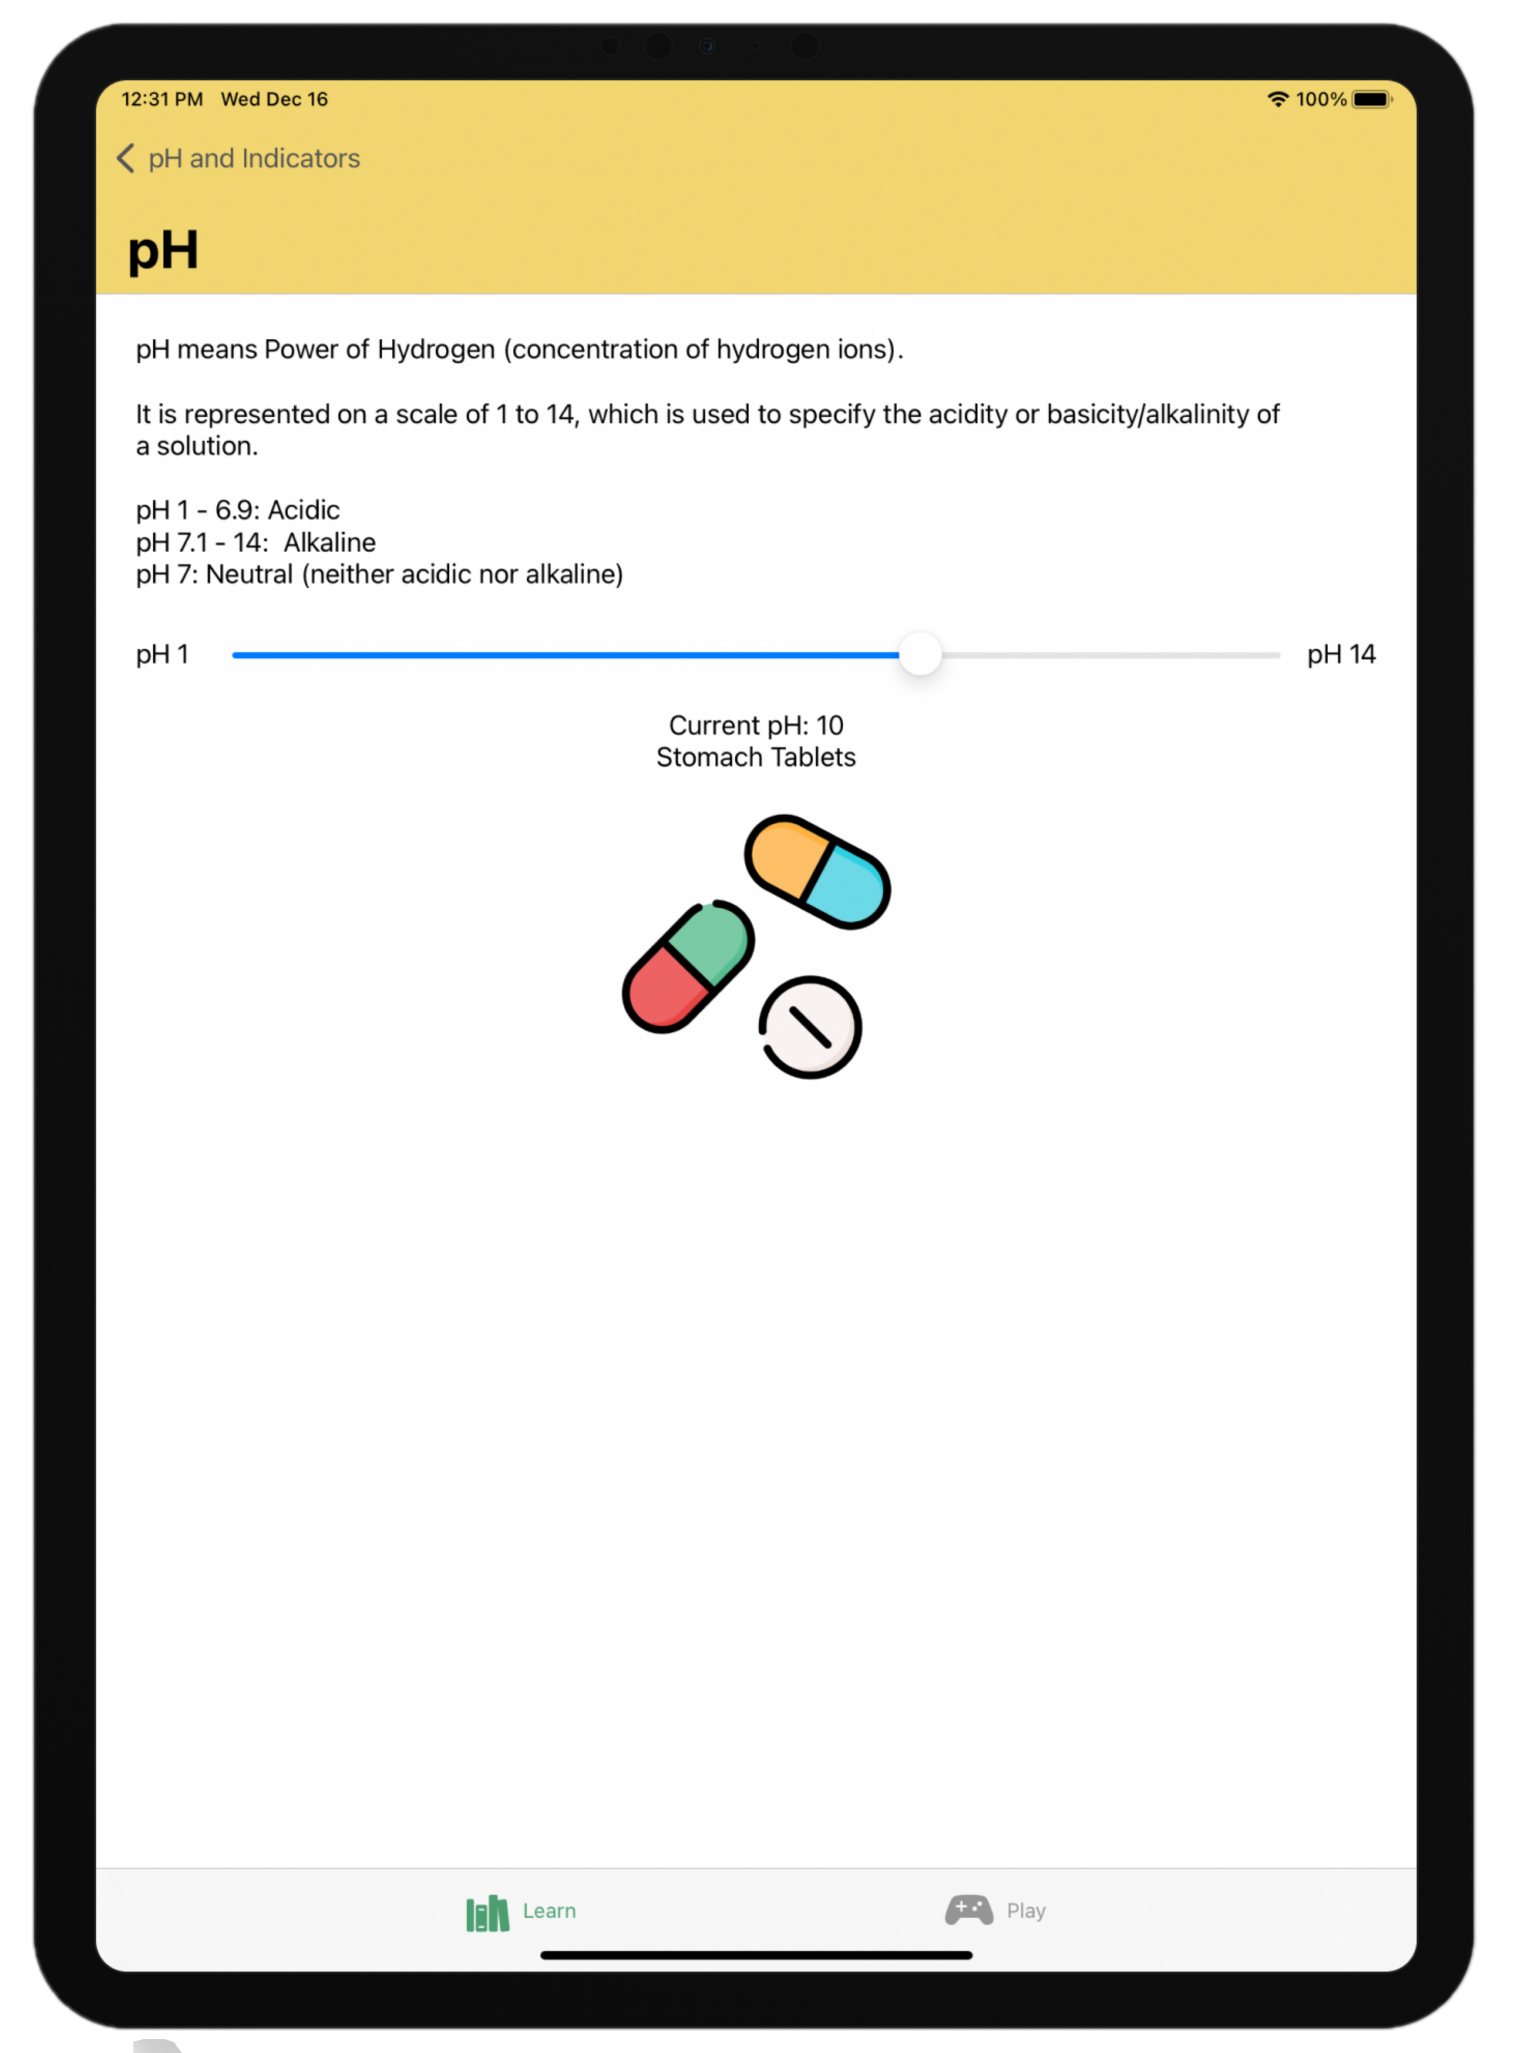 12:31 PM Wed Dec 16
100%
pH and Indicators
pH
pH means Power of Hydrogen (concentration of hydrogen ions).
It is represented on a scale of 1 to 14, which is used to specify the acidity or basicity/alkalinity of
a solution.
pH 1 - 6.9: Acidic
pH 7.1 - 14:  Alkaline
pH 7: Neutral (neither acidic nor alkaline)
pH 1
pH 14
Current pH: 10
Stomach Tablets
Learn
Play